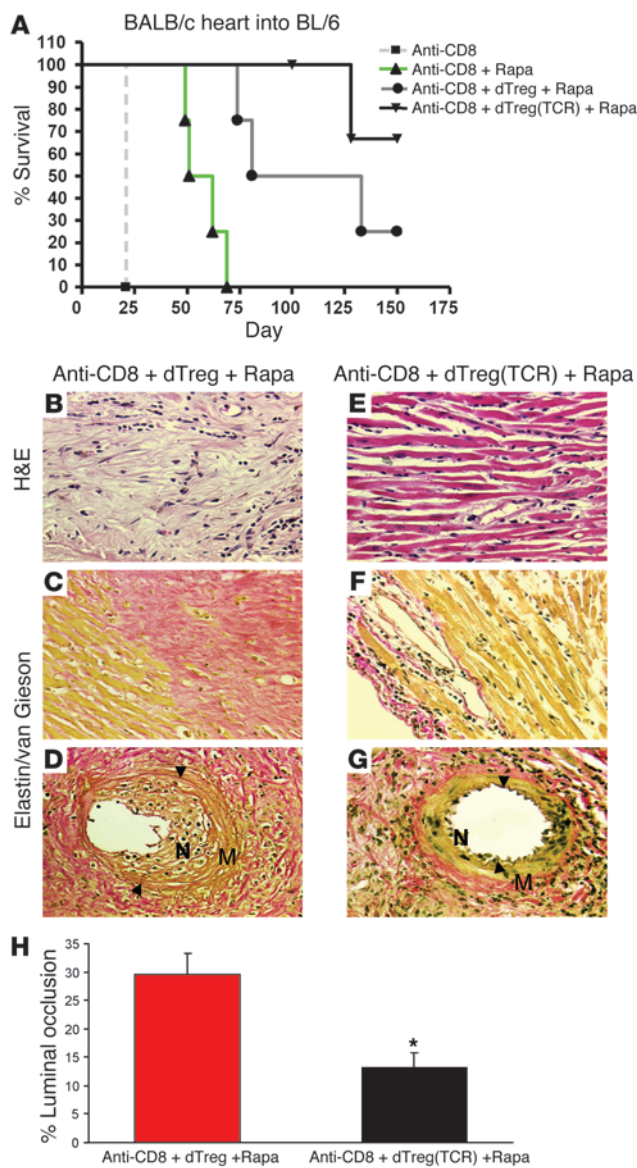 A
BALB/c heart into BL/6
Anti-CD8
Anti-CD8 + Rapa
Anti-CD8 + dTreg + Rapa
Anti-CD8 + dTreg(TCR) + Rapa
% Survival
100
90
80
70
60
50
40
30
20
10
0
0 25 50 75 100 125 150 175
Day
Anti-CD8 + dTreg + Rapa
Anti-CD8 + dTreg(TCR) + Rapa
H&E
B
E
Elastin/van Gieson
C
F
D
N
M
G
N
M
H
% Luminal occlusion
35
30
25
20
15
10
5
0
*
Anti-CD8 + dTreg +Rapa
Anti-CD8 + dTreg(TCR) +Rapa